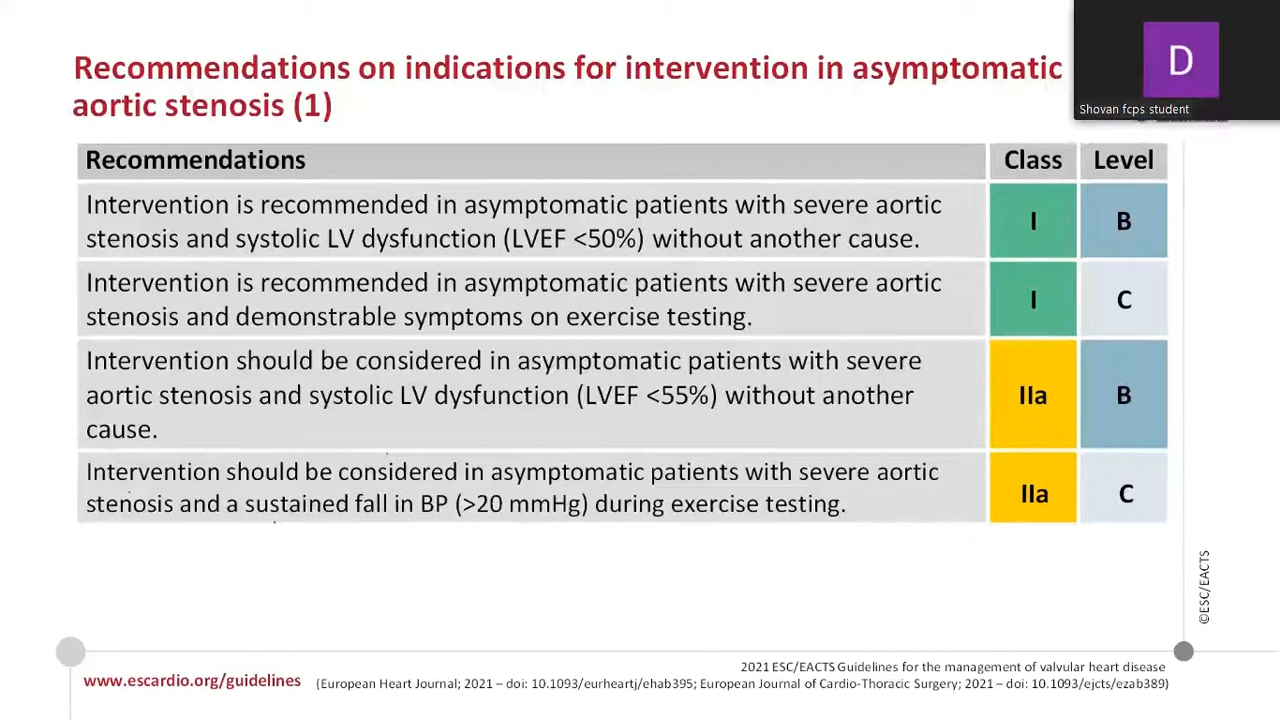 Recommendations on indications for intervention in asymptomatic
aortic stenosis (1)
D
Shovan fcps student
Recommendations Class Level
Intervention is recommended in asymptomatic patients with severe aortic
stenosis and systolic LV dysfunction (LVEF <50%) without another cause.
I B
Intervention is recommended in asymptomatic patients with severe aortic
stenosis and demonstrable symptoms on exercise testing.
I C
Intervention should be considered in asymptomatic patients with severe
aortic stenosis and systolic LV dysfunction (LVEF <55%) without another
cause.
IIa B
Intervention should be considered in asymptomatic patients with severe aortic
stenosis and a sustained fall in BP (>20 mmHg) during exercise testing.
IIa C
©ESC/EACTS
www.escardio.org/guidelines
2021 ESC/EACTS Guidelines for the management of valvular heart disease
(European Heart Journal; 2021 – doi: 10.1093/eurheartj/ehab395; European Journal of Cardio-Thoracic Surgery; 2021 – doi: 10.1093/ejcts/ezab389)